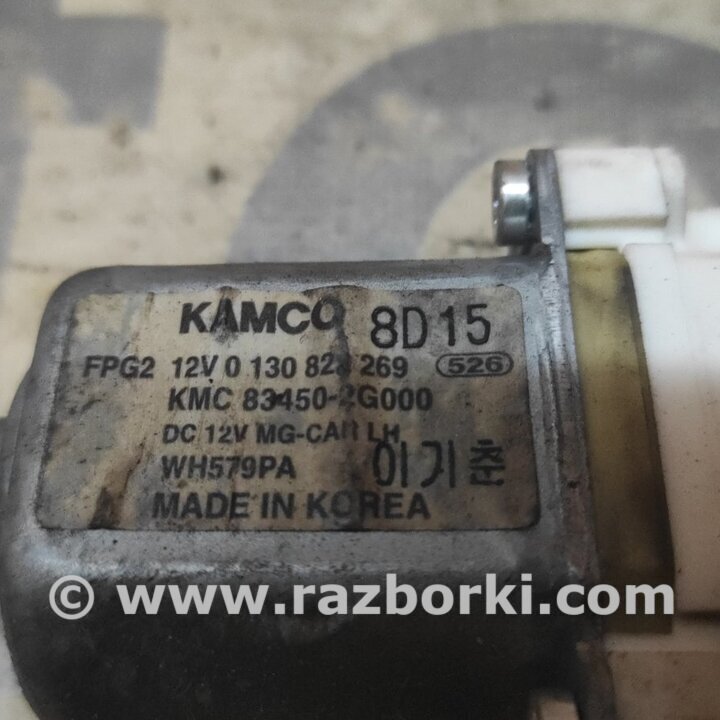 KAMCO 8D15
FPG2 12V 0 130 82 269 526
KMC 83450-2G000
DC 12V MG-CAR LH
WH579PA 이기춘
MADE IN KOREA
© www.razborki.com